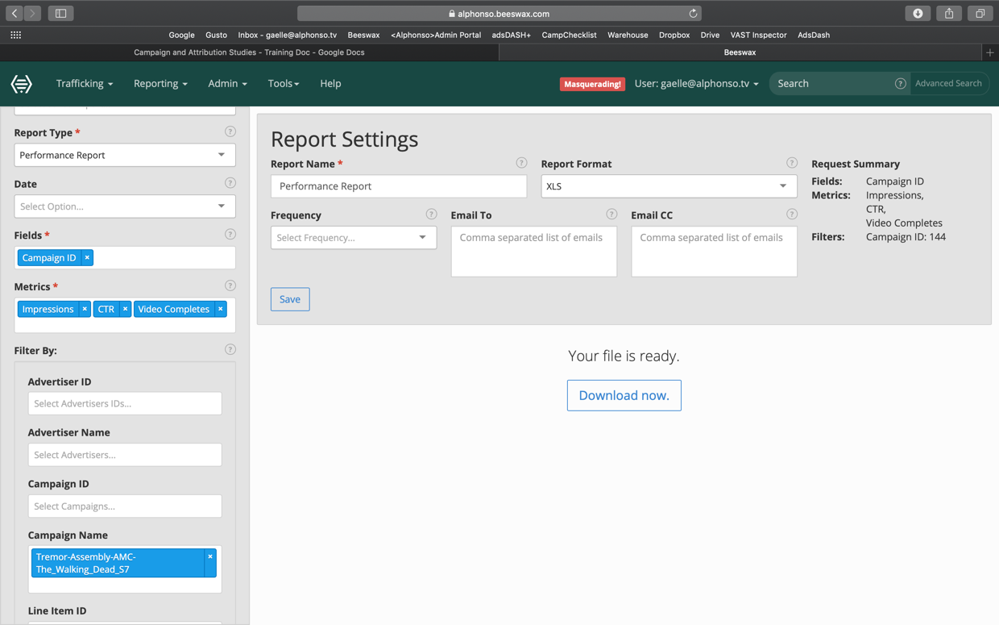 alphonso.beeswax.com
Google Gusto Inbox - gaelle@alphonso.tv Beeswax <Alphonso>Admin Portal adsDASH+ CampChecklist Warehouse Dropbox Drive VAST Inspector AdsDash
Campaign and Attribution Studies - Training Doc - Google Docs
Beeswax
Trafficking Reporting Admin Tools Help
Masquerading! User: gaelle@alphonso.tv Search ? Advanced Search
Report Type * ?
Performance Report
Date ?
Select Option...
Fields * ?
Campaign ID ×
Metrics * ?
Impressions × CTR × Video Completes ×
Filter By: ?
Advertiser ID
Select Advertisers IDs...
Advertiser Name
Select Advertisers...
Campaign ID
Select Campaigns...
Campaign Name
Tremor-Assembly-AMC- ×
The_Walking_Dead_S7
Line Item ID
Report Settings
Report Name * ?
Performance Report
Report Format ?
XLS
Frequency ?
Select Frequency...
Email To ?
Comma separated list of emails
Email CC ?
Comma separated list of emails
Save
Request Summary
Fields: Campaign ID
Metrics: Impressions,
CTR,
Video Completes
Filters: Campaign ID: 144
Your file is ready.
Download now.